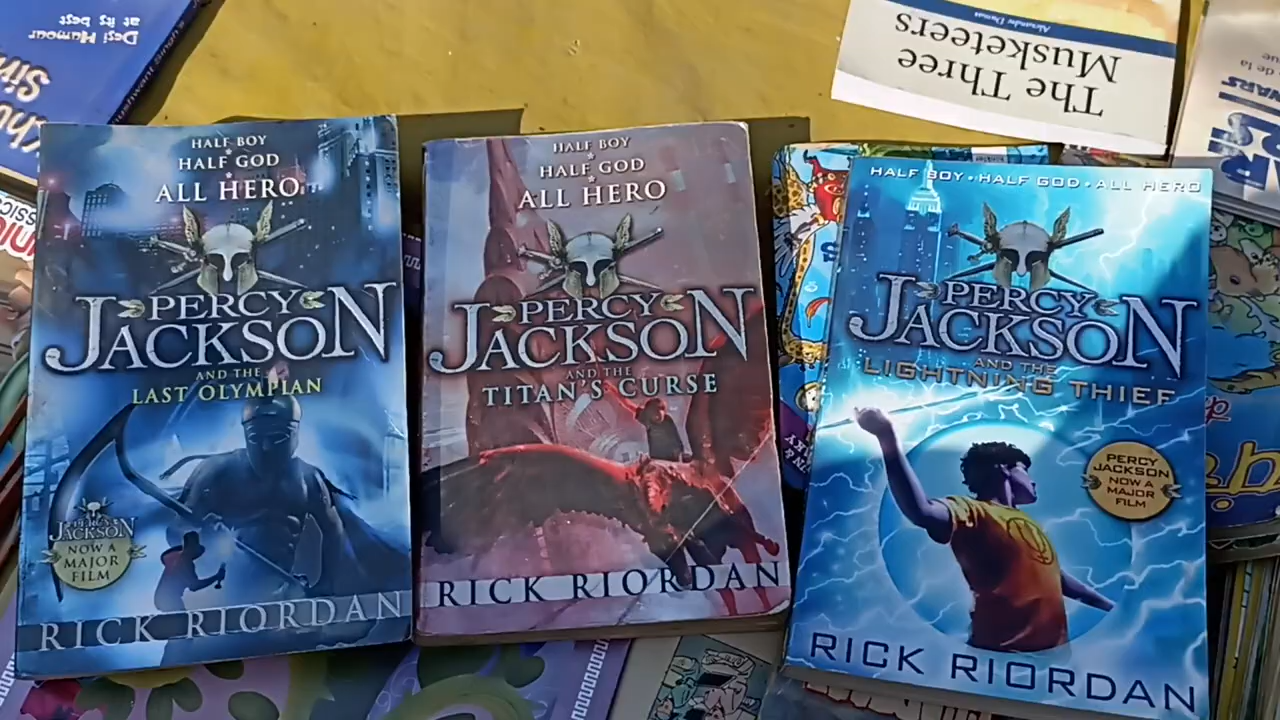 Desi Humour
at its best
Alexandre Dumas
The Three
Musketeers
HALF BOY
HALF GOD
ALL HERO
PERCY
JACKSON
AND THE
LAST OLYMPIAN
PERCY
JACKSON
NOW A
MAJOR
FILM
RICK RIORDAN
HALF BOY
HALF GOD
ALL HERO
PERCY
JACKSON
AND THE
TITAN'S CURSE
RICK RIORDAN
HALF BOY • HALF GOD • ALL HERO
PERCY
JACKSON
AND THE
LIGHTNING THIEF
PERCY
JACKSON
NOW A
MAJOR
FILM
RICK RIORDAN